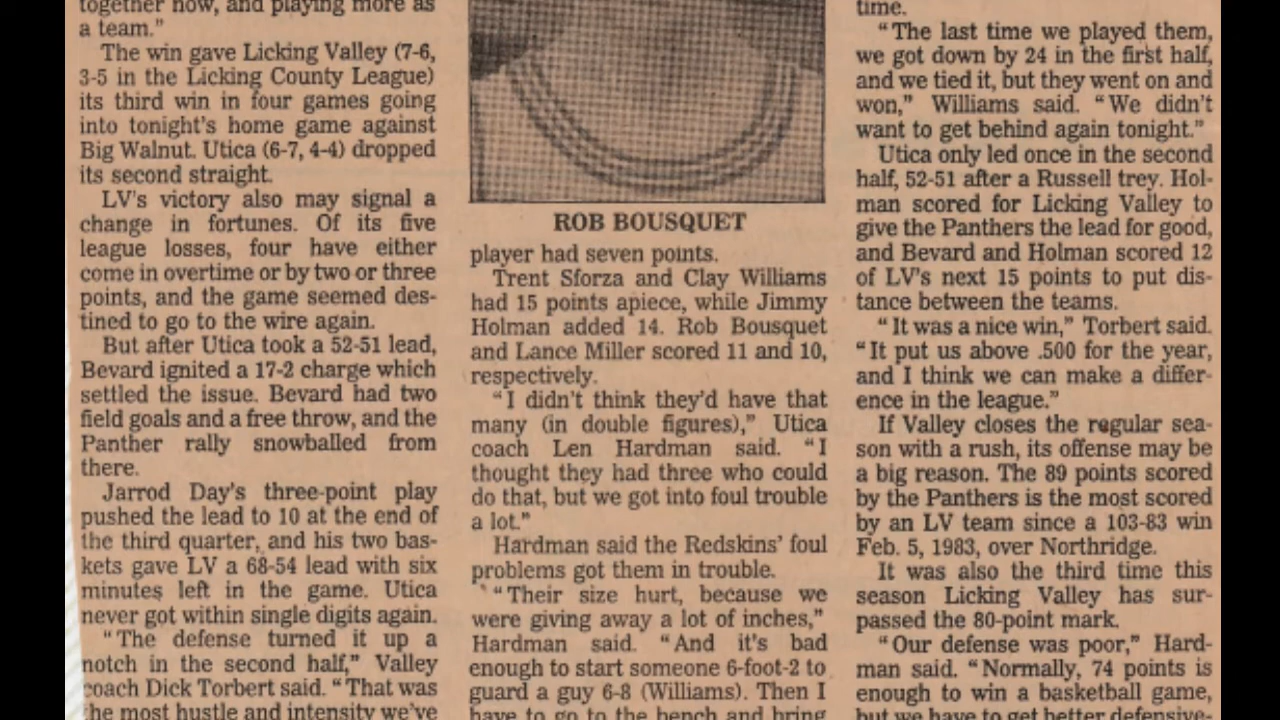 together now, and playing more as
a team."
The win gave Licking Valley (7-6,
3-5 in the Licking County League)
its third win in four games going
into tonight's home game against
Big Walnut. Utica (6-7, 4-4) dropped
its second straight.
LV's victory also may signal a
change in fortunes. Of its five
league losses, four have either
come in overtime or by two or three
points, and the game seemed des-
tined to go to the wire again.
But after Utica took a 52-51 lead,
Bevard ignited a 17-2 charge which
settled the issue. Bevard had two
field goals and a free throw, and the
Panther rally snowballed from
there.
Jarrod Day's three-point play
pushed the lead to 10 at the end of
the third quarter, and his two bas-
kets gave LV a 68-54 lead with six
minutes left in the game. Utica
never got within single digits again.
"The defense turned it up a
notch in the second half," Valley
coach Dick Torbert said. "That was
the most hustle and intensity we've
ROB BOUSQUET
player had seven points.
Trent Sforza and Clay Williams
had 15 points apiece, while Jimmy
Holman added 14. Rob Bousquet
and Lance Miller scored 11 and 10,
respectively.
"I didn't think they'd have that
many (in double figures)," Utica
coach Len Hardman said. "I
thought they had three who could
do that, but we got into foul trouble
a lot."
Hardman said the Redskins' foul
problems got them in trouble.
"Their size hurt, because we
were giving away a lot of inches,"
Hardman said. "And it's bad
enough to start someone 6-foot-2 to
guard a guy 6-8 (Williams). Then I
have to go to the bench and bring
time.
"The last time we played them,
we got down by 24 in the first half,
and we tied it, but they went on and
won," Williams said. "We didn't
want to get behind again tonight."
Utica only led once in the second
half, 52-51 after a Russell trey. Hol-
man scored for Licking Valley to
give the Panthers the lead for good,
and Bevard and Holman scored 12
of LV's next 15 points to put dis-
tance between the teams.
"It was a nice win," Torbert said.
"It put us above .500 for the year,
and I think we can make a differ-
ence in the league."
If Valley closes the regular sea-
son with a rush, its offense may be
a big reason. The 89 points scored
by the Panthers is the most scored
by an LV team since a 103-83 win
Feb. 5, 1983, over Northridge.
It was also the third time this
season Licking Valley has sur-
passed the 80-point mark.
"Our defense was poor," Hard-
man said. "Normally, 74 points is
enough to win a basketball game,
but we have to get better defensive-